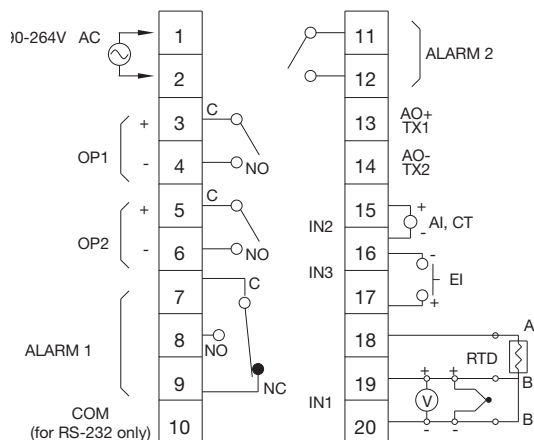 90-264V AC
1
2
OP1
+
3
C
-
4
NO
OP2
+
5
C
-
6
NO
ALARM 1
7
C
8
NO
9
NC
COM
(for RS-232 only)
10
11
12
ALARM 2
13
AO+
TX1
14
AO-
TX2
IN2
15
+
AI, CT
-
IN3
16
-
EI
17
+
18
A
RTD
IN1
19
+
+
B
V
20
-
-
B